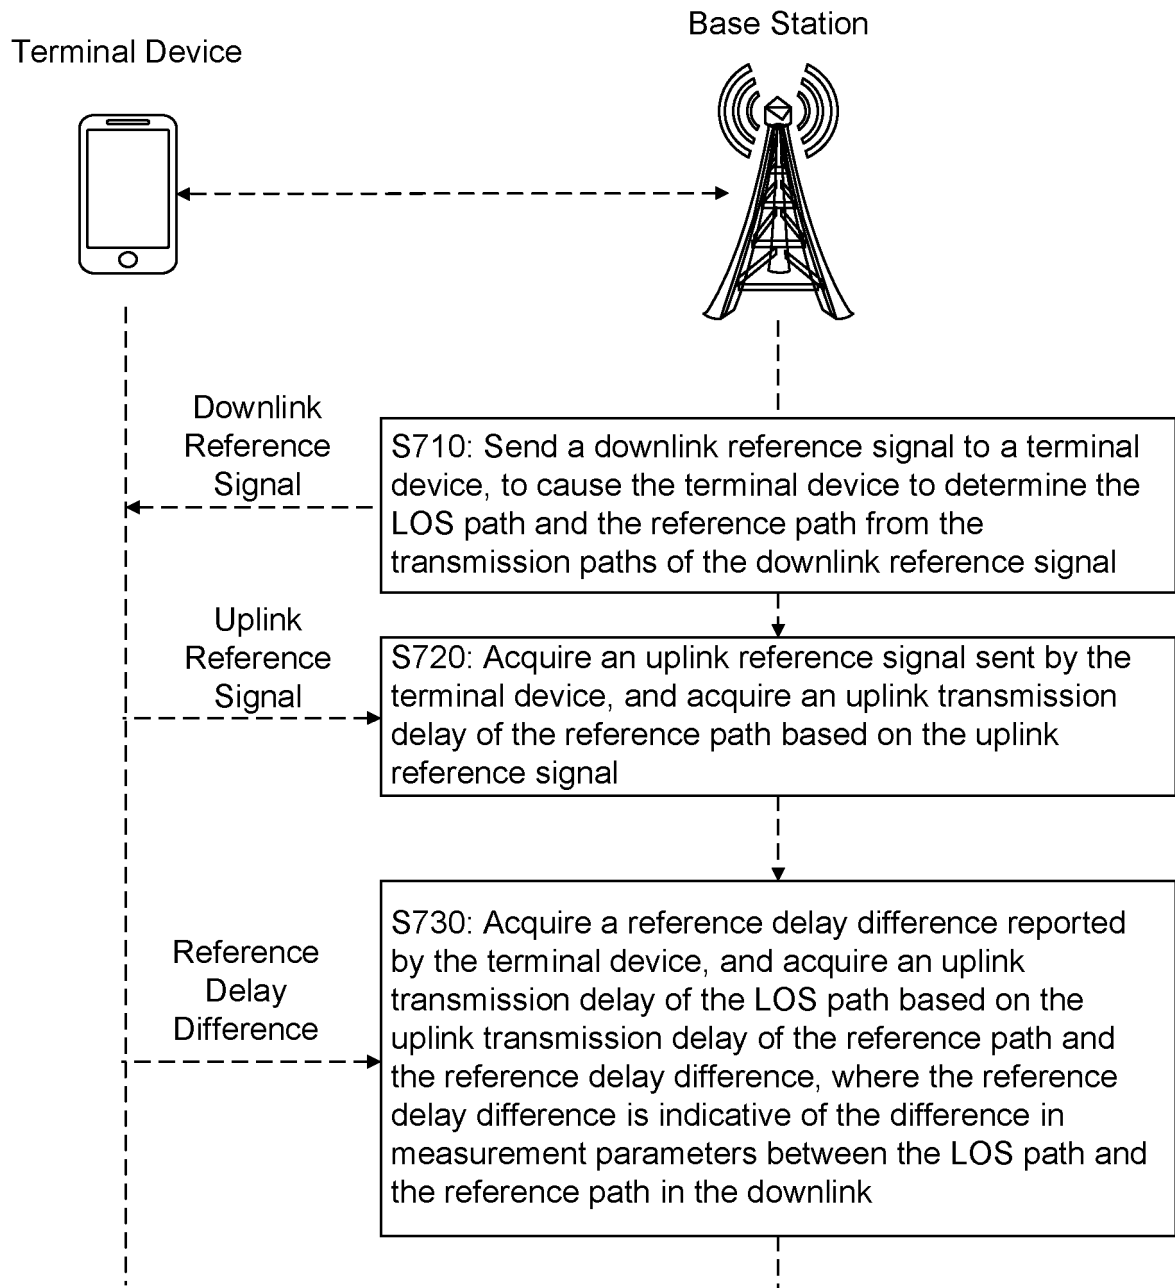 Base Station
Terminal Device
Downlink
Reference
Signal
S710: Send a downlink reference signal to a terminal
device, to cause the terminal device to determine the
LOS path and the reference path from the
transmission paths of the downlink reference signal
Uplink
Reference
Signal
S720: Acquire an uplink reference signal sent by the
terminal device, and acquire an uplink transmission
delay of the reference path based on the uplink
reference signal
Reference
Delay
Difference
S730: Acquire a reference delay difference reported
by the terminal device, and acquire an uplink
transmission delay of the LOS path based on the
uplink transmission delay of the reference path and
the reference delay difference, where the reference
delay difference is indicative of the difference in
measurement parameters between the LOS path and
the reference path in the downlink